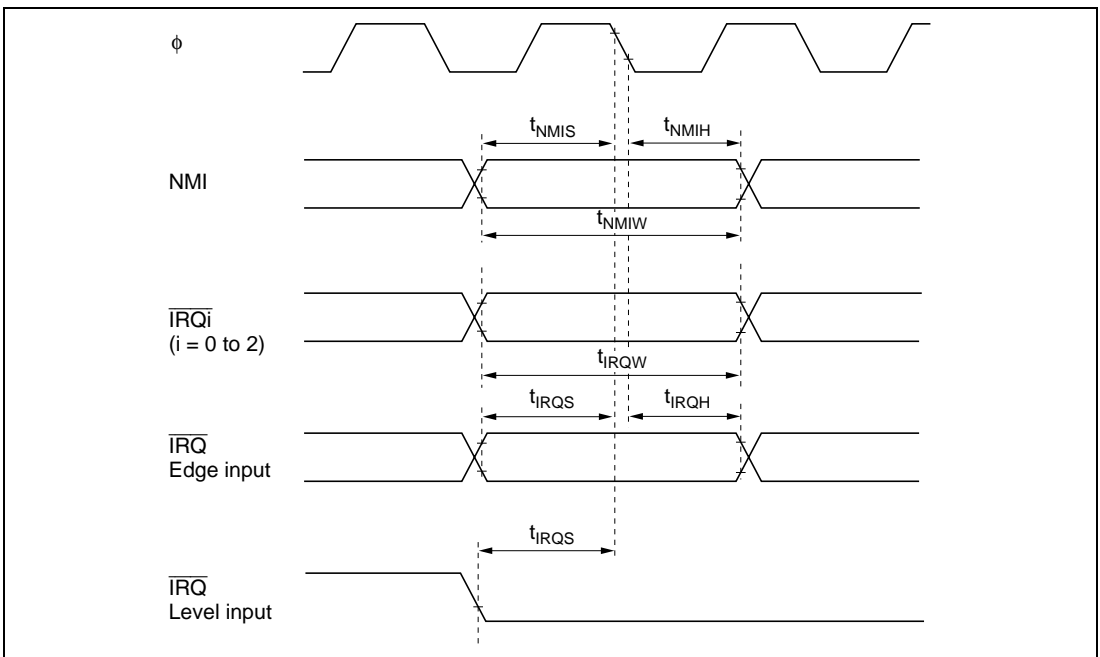 ϕ
tNMIS
tNMIH
NMI
tNMIW
IRQi
(i = 0 to 2)
tIRQW
tIRQS
tIRQH
IRQ
Edge input
tIRQS
IRQ
Level input